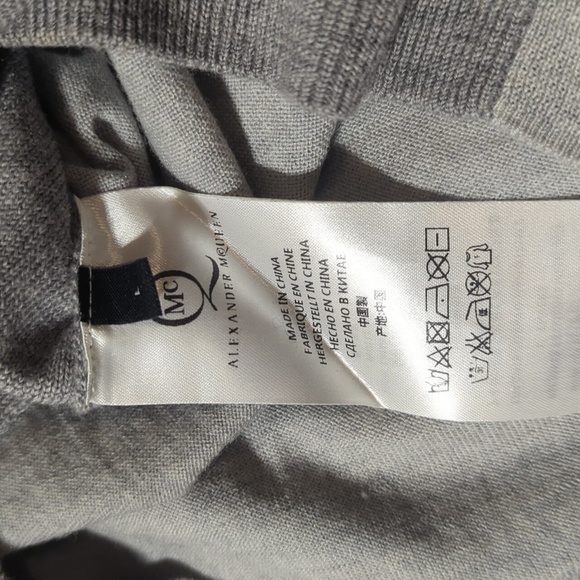 L
McQ
ALEXANDER MCQUEEN
MADE IN CHINA
FABRIQUE EN CHINE
HERGESTELLT IN CHINA
HECHO EN CHINA
СДЕЛАНО В КИТАЕ
中国製
产地:中国